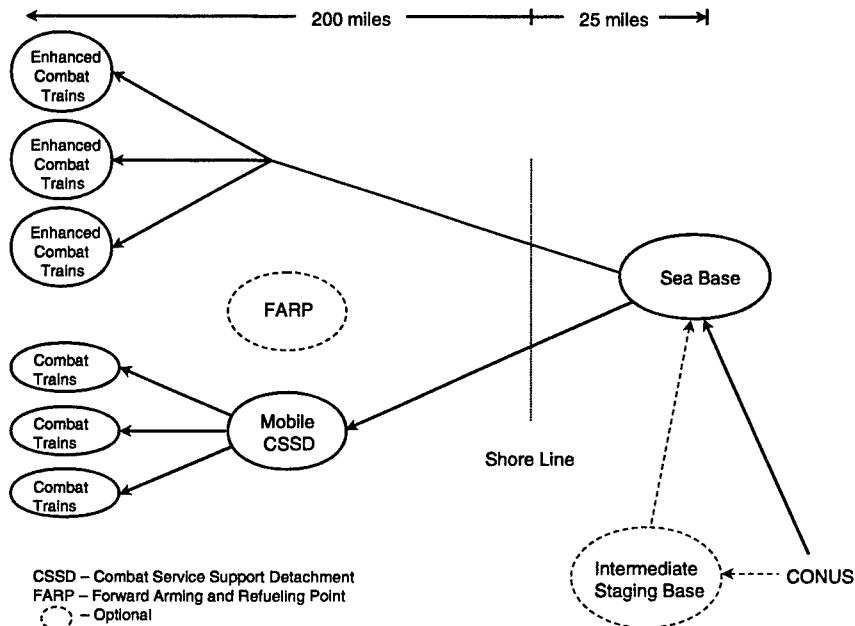 200 miles
25 miles
Enhanced
Combat
Trains
Enhanced
Combat
Trains
Enhanced
Combat
Trains
Sea Base
FARP
Combat
Trains
Combat
Trains
Combat
Trains
Mobile
CSSD
Shore Line
Intermediate
Staging Base
CONUS
CSSD – Combat Service Support Detachment
FARP – Forward Arming and Refueling Point
– Optional